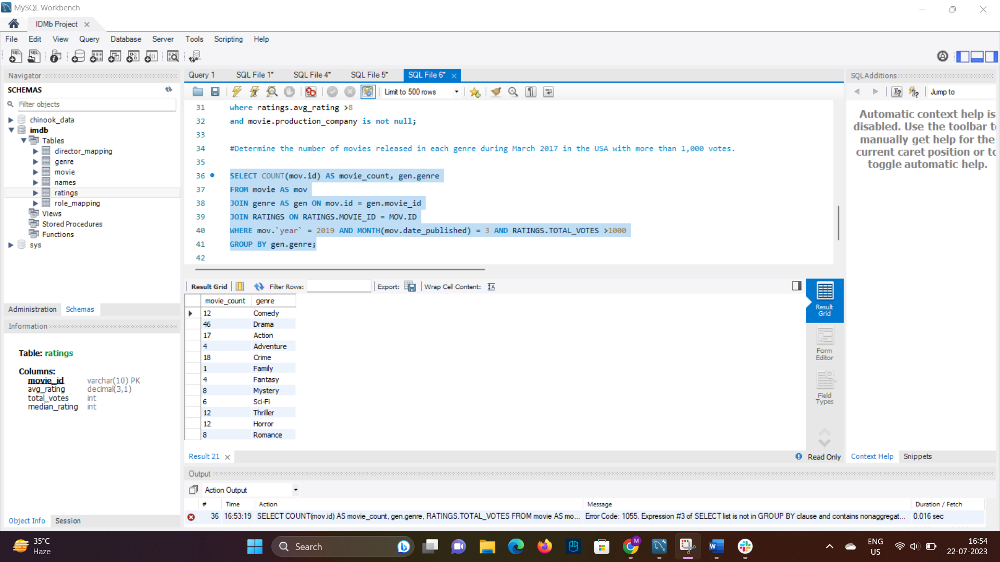 MySQL Workbench
IDMb Project
File Edit View Query Database Server Tools Scripting Help
Navigator
SCHEMAS
Filter objects
chinook_data
imdb
Tables
director_mapping
genre
movie
names
ratings
role_mapping
Views
Stored Procedures
Functions
sys
Administration Schemas
Information
Table: ratings
Columns:
movie_id varchar(10) PK
avg_rating decimal(3,1)
total_votes int
median_rating int
Object Info Session
Query 1 SQL File 1* SQL File 4* SQL File 5* SQL File 6*
Limit to 500 rows
31 where ratings.avg_rating >8
32 and movie.production_company is not null;
33
34 #Determine the number of movies released in each genre during March 2017 in the USA with more than 1,000 votes.
35
36 SELECT COUNT(mov.id) AS movie_count, gen.genre
37 FROM movie AS mov
38 JOIN genre AS gen ON mov.id = gen.movie_id
39 JOIN RATINGS ON RATINGS.MOVIE_ID = MOV.ID
40 WHERE mov.`year` = 2019 AND MONTH(mov.date_published) = 3 AND RATINGS.TOTAL_VOTES >1000
41 GROUP BY gen.genre;
42
Result Grid Filter Rows: Export: Wrap Cell Content:
movie_count genre
12 Comedy
46 Drama
17 Action
4 Adventure
18 Crime
1 Family
4 Fantasy
8 Mystery
6 Sci-Fi
12 Thriller
12 Horror
8 Romance
Result Grid
Form Editor
Field Types
Result 21
Read Only
SQLAdditions
Jump to
Automatic context help is
disabled. Use the toolbar to
manually get help for the
current caret position or to
toggle automatic help.
Context Help Snippets
Output
Action Output
# Time Action Message Duration / Fetch
36 16:53:19 SELECT COUNT(mov.id) AS movie_count, gen.genre, RATINGS.TOTAL_VOTES FROM movie AS mo... Error Code: 1055. Expression #3 of SELECT list is not in GROUP BY clause and contains nonaggregat... 0.016 sec
35°C
Haze
Search
ENG
US
16:54
22-07-2023